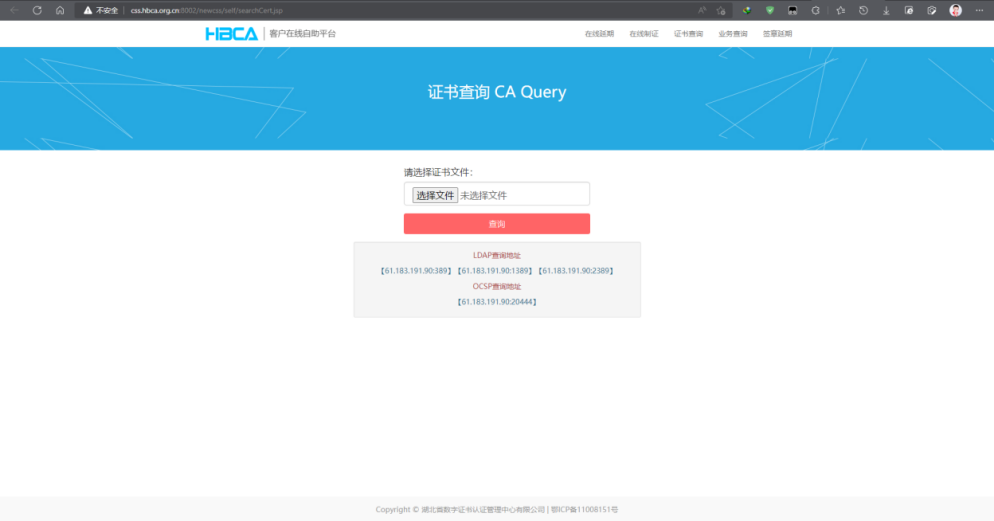 不安全 css.hbca.org.cn:8002/newcss/self/searchCert.jsp
HBCA 客户在线自助平台 在线延期 在线制证 证书查询 业务查询 签章延期
证书查询 CA Query
请选择证书文件:
选择文件 未选择文件
查询
LDAP查询地址
【61.183.191.90:389】【61.183.191.90:1389】【61.183.191.90:2389】
OCSP查询地址
【61.183.191.90:20444】
Copyright © 湖北省数字证书认证管理中心有限公司 | 鄂ICP备11008151号